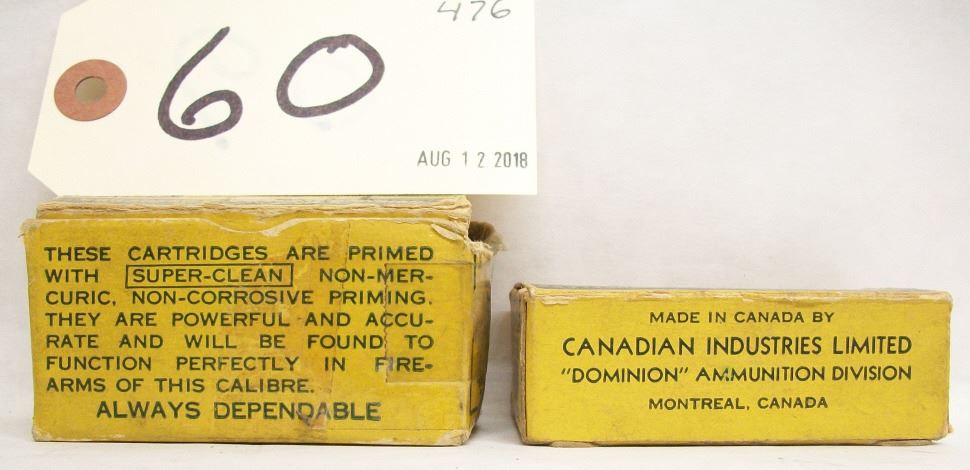 476
60
AUG 12 2018
THESE CARTRIDGES ARE PRIMED
WITH SUPER-CLEAN NON-MER-
CURIC, NON-CORROSIVE PRIMING.
THEY ARE POWERFUL AND ACCU-
RATE AND WILL BE FOUND TO
FUNCTION PERFECTLY IN FIRE-
ARMS OF THIS CALIBRE.
ALWAYS DEPENDABLE
MADE IN CANADA BY
CANADIAN INDUSTRIES LIMITED
"DOMINION" AMMUNITION DIVISION
MONTREAL, CANADA